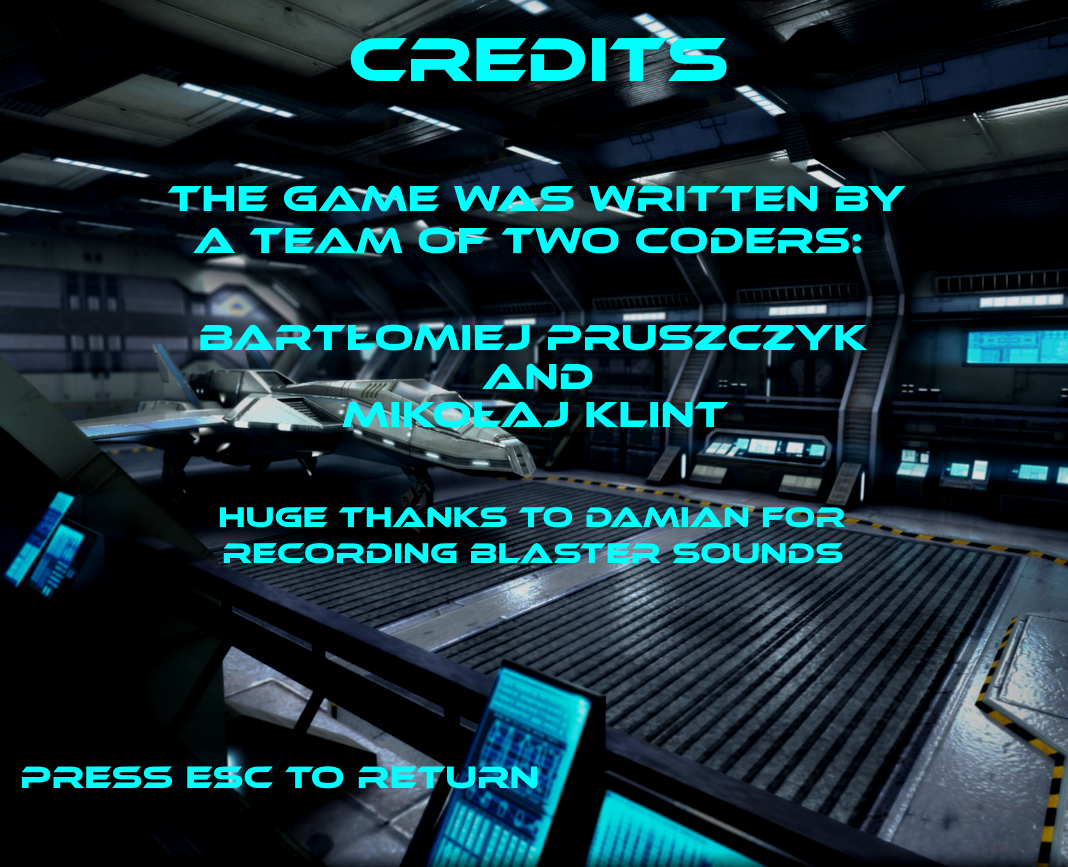 CREDITS
THE GAME WAS WRITTEN BY
A TEAM OF TWO CODERS:
BARTŁOMIEJ PRUSZCZYK
AND
MIKOŁAJ KLINT
HUGE THANKS TO DAMIAN FOR
RECORDING BLASTER SOUNDS
PRESS ESC TO RETURN